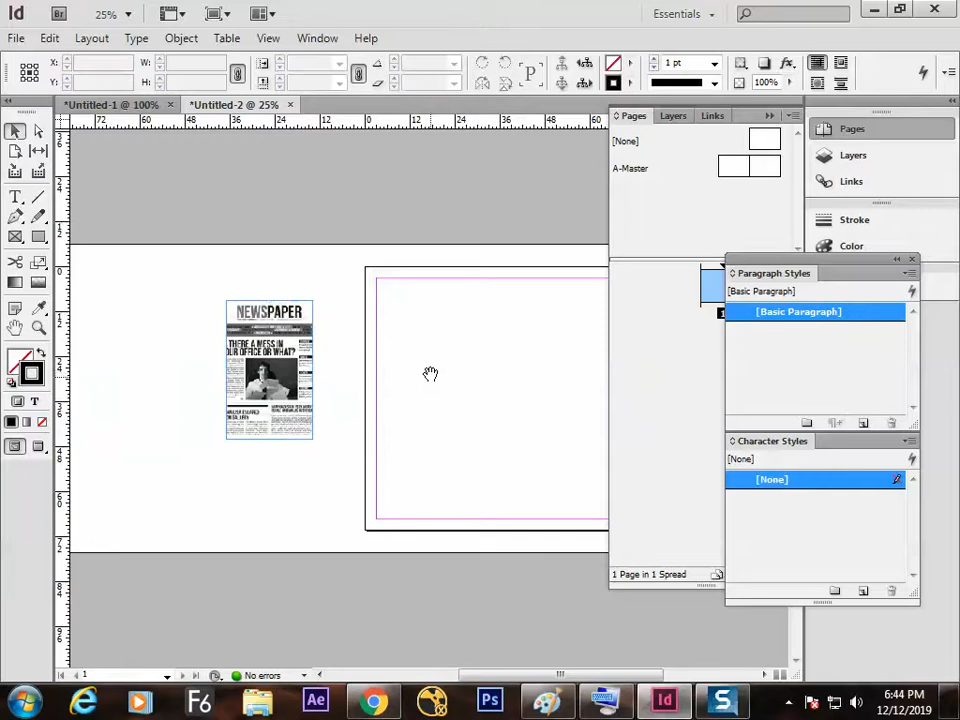 Id Br 25% Essentials
File Edit Layout Type Object Table View Window Help
X: W: 1 pt fx
Y: H: P 100%
*Untitled-1 @ 100% *Untitled-2 @ 25%
72 60 48 36 24 12 0 12 24 36 48 60
Pages Layers Links
[None]
A-Master
Pages
Layers
Links
Stroke
Color
Paragraph Styles
[Basic Paragraph]
[Basic Paragraph]
NEWSPAPER
THERE A MESS IN
OUR OFFICE OR WHAT?
Character Styles
[None]
[None]
1 Page in 1 Spread
1 No errors
F6 Ae Ps Id S
6:44 PM
12/12/2019